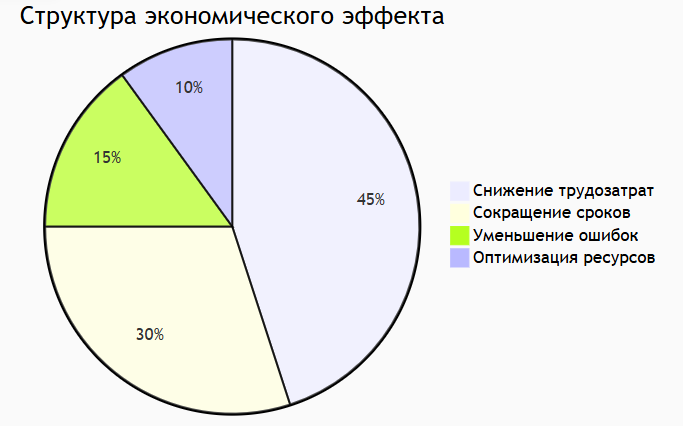 Структура экономического эффекта
10%
15%
45%
30%
Снижение трудозатрат
Сокращение сроков
Уменьшение ошибок
Оптимизация ресурсов